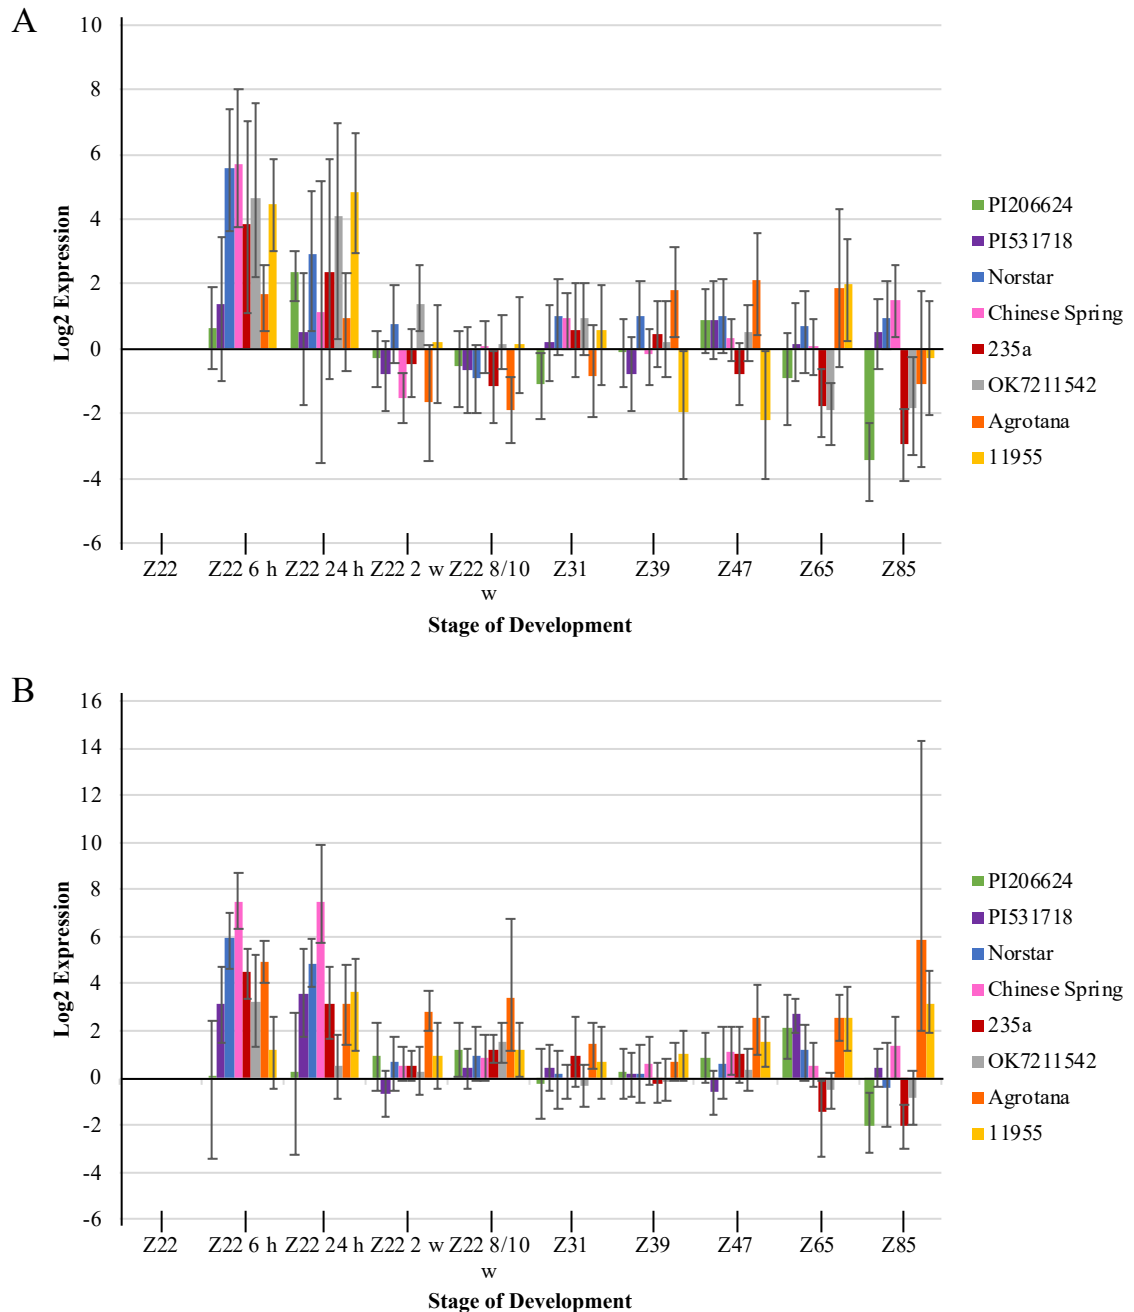 A
10
8
6
4
2
0
-2
-4
-6
Log2 Expression
Z22 Z22 6 h Z22 24 h Z22 2 w Z22 8/10 w Z31 Z39 Z47 Z65 Z85
Stage of Development
PI206624
PI531718
Norstar
Chinese Spring
235a
OK7211542
Agrotana
11955
B
16
14
12
10
8
6
4
2
0
-2
-4
-6
Log2 Expression
Z22 Z22 6 h Z22 24 h Z22 2 w Z22 8/10 w Z31 Z39 Z47 Z65 Z85
Stage of Development
PI206624
PI531718
Norstar
Chinese Spring
235a
OK7211542
Agrotana
11955